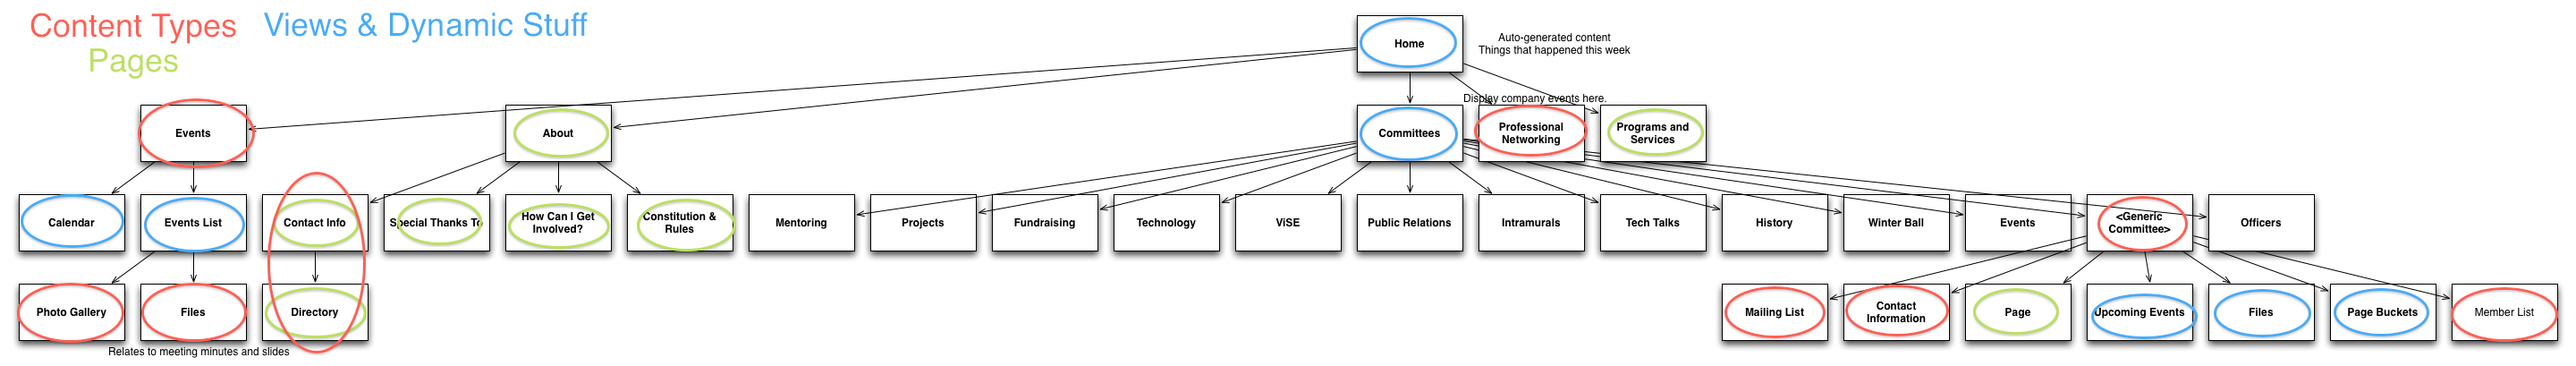 Content Types
Views & Dynamic Stuff
Pages
Home
Auto-generated content
Things that happened this week
Display company events here.
Events
About
Committees
Professional
Networking
Programs and
Services
Calendar
Events List
Contact Info
Special Thanks To
How Can I Get
Involved?
Constitution &
Rules
Mentoring
Projects
Fundraising
Technology
ViSE
Public Relations
Intramurals
Tech Talks
History
Winter Ball
Events
<Generic
Committee>
Officers
Photo Gallery
Files
Directory
Mailing List
Contact
Information
Page
Upcoming Events
Files
Page Buckets
Member List
Relates to meeting minutes and slides